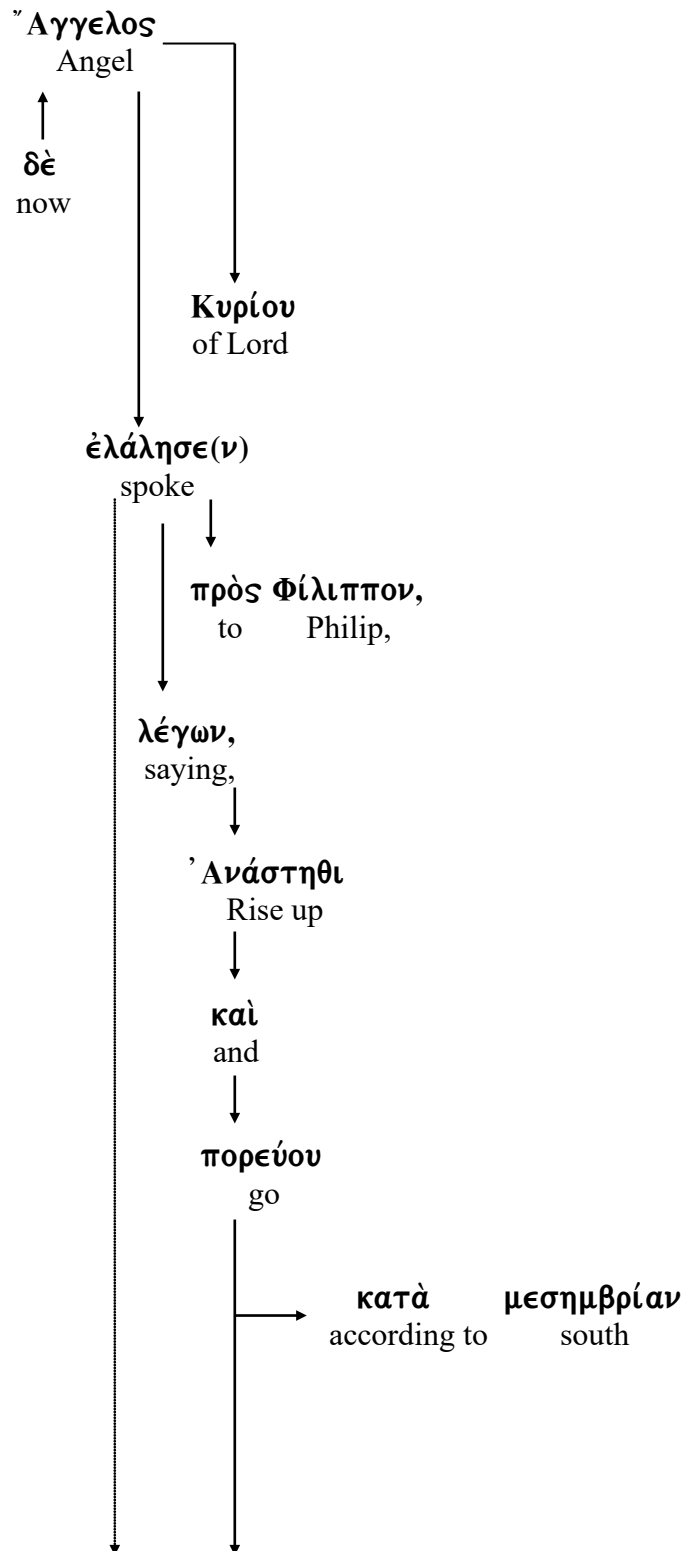 Ἄγγελος
Angel
δὲ
now
Κυρίου
of Lord
ἐλάλησε(ν)
spoke
πρὸς Φίλιππον,
to Philip,
λέγων,
saying,
Ἀνάστηθι
Rise up
καὶ
and
πορεύου
go
κατὰ μεσημβρίαν
according to south